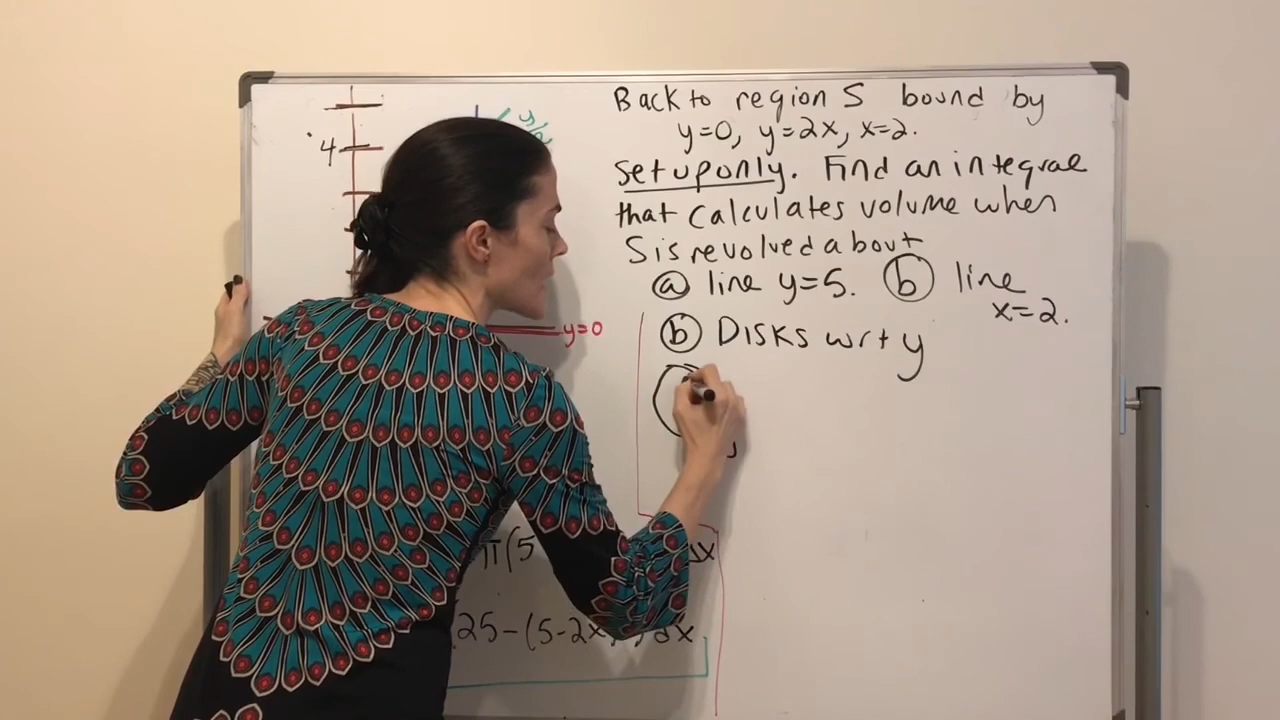 Back to region S bound by
y=0, y=2x, x=2.
set up only. Find an integral
that calculates volume when
S is revolved about
ⓐ line y=5. ⓑ line
x=2.
ⓑ DISKS wrt y
4
y=0
π(5
dx
25-(5-2x
dx